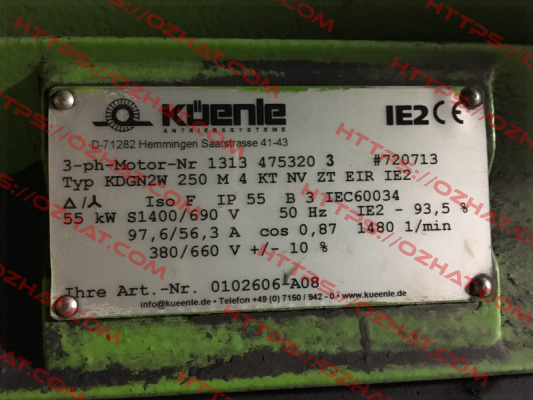 küenle
ANTRIEBSSYSTEME
IE2 CE
D-71282 Hemmingen Saarstrasse 41-43
3-ph-Motor-Nr 1313 475320 3 #720713
Typ KDGN2W 250 M 4 KT NV ZT EIR IE2
△/⅄ Iso F IP 55 B 3 IEC60034
55 kW S1400/690 V 50 Hz IE2 - 93,5 %
97,6/56,3 A cos 0,87 1480 1/min
380/660 V +/- 10 %
Ihre Art.-Nr. 0102606-A08
info@kueenle.de • Telefon +49 (0) 7150 / 942 - 0 • www.kueenle.de
HTTPS://OZHAT.COM